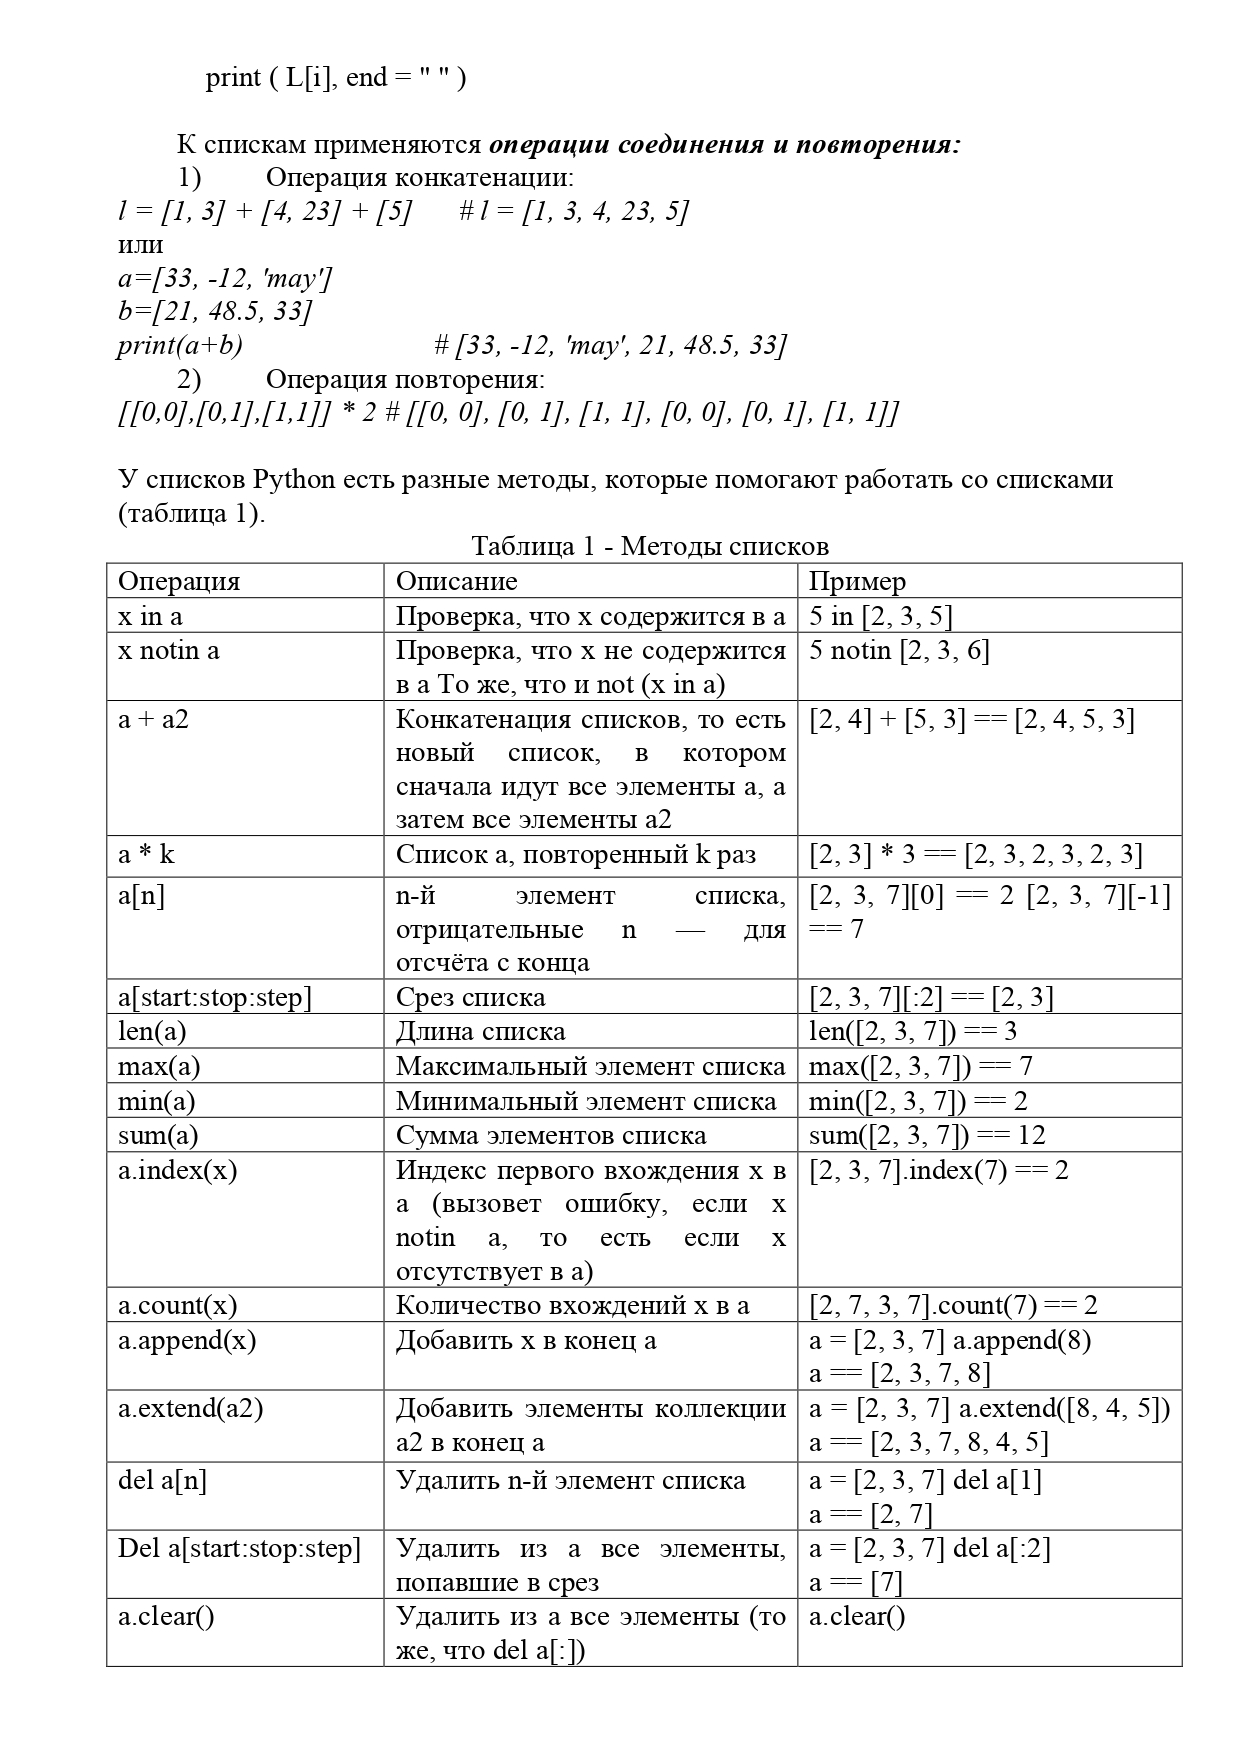 print ( L[i], end = " " )
К спискам применяются операции соединения и повторения:
1) Операция конкатенации:
l = [1, 3] + [4, 23] + [5] # l = [1, 3, 4, 23, 5]
или
a=[33, -12, 'may']
b=[21, 48.5, 33]
print(a+b) # [33, -12, 'may', 21, 48.5, 33]
2) Операция повторения:
[[0,0],[0,1],[1,1]] * 2 # [[0, 0], [0, 1], [1, 1], [0, 0], [0, 1], [1, 1]]
У списков Python есть разные методы, которые помогают работать со списками
(таблица 1).
Таблица 1 - Методы списков
Операция Описание Пример
x in a Проверка, что x содержится в a 5 in [2, 3, 5]
x notin a Проверка, что x не содержится 5 notin [2, 3, 6]
в a То же, что и not (x in a)
a + a2 Конкатенация списков, то есть [2, 4] + [5, 3] == [2, 4, 5, 3]
новый список, в котором
сначала идут все элементы a, а
затем все элементы a2
a * k Список a, повторенный k раз [2, 3] * 3 == [2, 3, 2, 3, 2, 3]
a[n] n-й элемент списка, [2, 3, 7][0] == 2 [2, 3, 7][-1]
отрицательные n — для == 7
отсчёта с конца
a[start:stop:step] Срез списка [2, 3, 7][:2] == [2, 3]
len(a) Длина списка len([2, 3, 7]) == 3
max(a) Максимальный элемент списка max([2, 3, 7]) == 7
min(a) Минимальный элемент списка min([2, 3, 7]) == 2
sum(a) Сумма элементов списка sum([2, 3, 7]) == 12
a.index(x) Индекс первого вхождения x в [2, 3, 7].index(7) == 2
a (вызовет ошибку, если x
notin a, то есть если x
отсутствует в a)
a.count(x) Количество вхождений x в a [2, 7, 3, 7].count(7) == 2
a.append(x) Добавить x в конец a a = [2, 3, 7] a.append(8)
a == [2, 3, 7, 8]
a.extend(a2) Добавить элементы коллекции a = [2, 3, 7] a.extend([8, 4, 5])
a2 в конец a a == [2, 3, 7, 8, 4, 5]
del a[n] Удалить n-й элемент списка a = [2, 3, 7] del a[1]
a == [2, 7]
Del a[start:stop:step] Удалить из a все элементы, a = [2, 3, 7] del a[:2]
попавшие в срез a == [7]
a.clear() Удалить из a все элементы (то a.clear()
же, что del a[:])